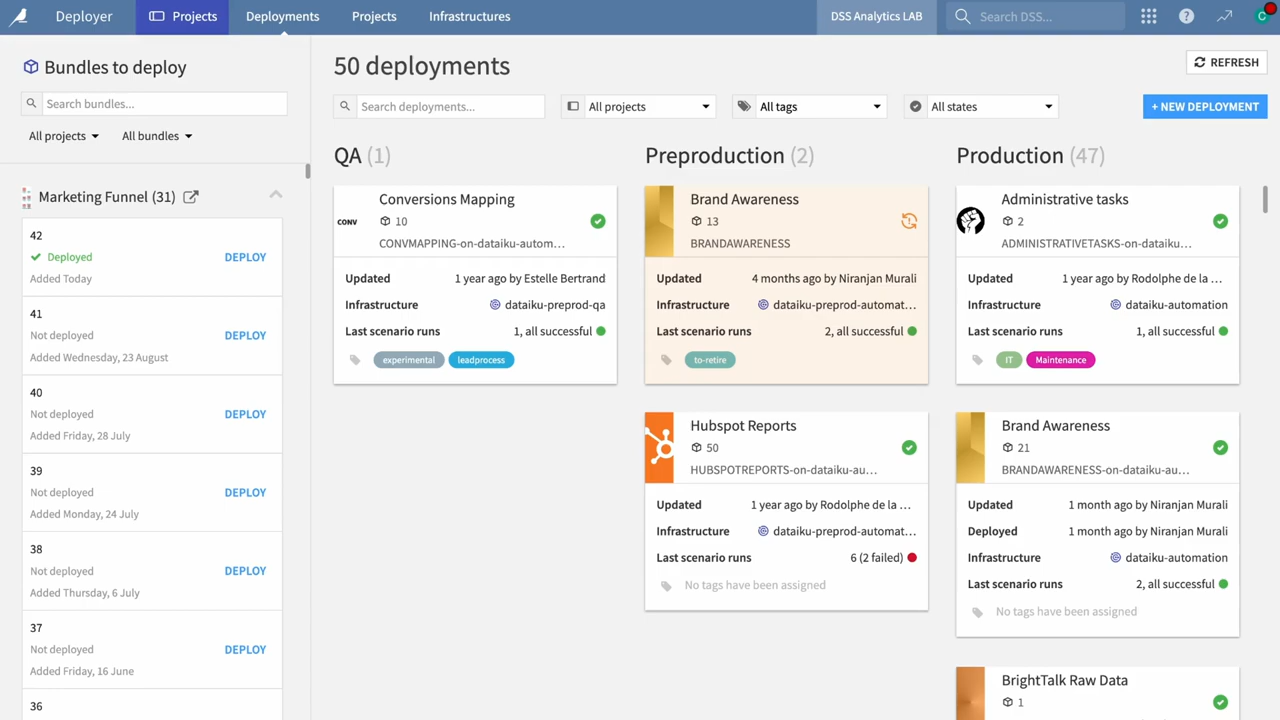 Deployer
Projects
Deployments
Projects
Infrastructures
DSS Analytics LAB
Search DSS...
?
C
Bundles to deploy
Search bundles...
All projects
All bundles
Marketing Funnel (31)
42
Deployed
DEPLOY
Added Today
41
Not deployed
DEPLOY
Added Wednesday, 23 August
40
Not deployed
DEPLOY
Added Friday, 28 July
39
Not deployed
DEPLOY
Added Monday, 24 July
38
Not deployed
DEPLOY
Added Thursday, 6 July
37
Not deployed
DEPLOY
Added Friday, 16 June
36
50 deployments
REFRESH
Search deployments...
All projects
All tags
All states
+ NEW DEPLOYMENT
QA (1)
CONV
Conversions Mapping
10
CONVMAPPING-on-dataiku-autom...
Updated 1 year ago by Estelle Bertrand
Infrastructure dataiku-preprod-qa
Last scenario runs 1, all successful
experimental leadprocess
Preproduction (2)
Brand Awareness
13
BRANDAWARENESS
Updated 4 months ago by Niranjan Murali
Infrastructure dataiku-preprod-automat...
Last scenario runs 2, all successful
to-retire
Hubspot Reports
50
HUBSPOTREPORTS-on-dataiku-au...
Updated 1 year ago by Rodolphe de la ...
Infrastructure dataiku-preprod-automat...
Last scenario runs 6 (2 failed)
No tags have been assigned
Production (47)
Administrative tasks
2
ADMINISTRATIVETASKS-on-dataiku...
Updated 1 year ago by Rodolphe de la ...
Infrastructure dataiku-automation
Last scenario runs 1, all successful
IT Maintenance
Brand Awareness
21
BRANDAWARENESS-on-dataiku-au...
Updated 1 month ago by Niranjan Murali
Deployed 1 month ago by Niranjan Murali
Infrastructure dataiku-automation
Last scenario runs 2, all successful
No tags have been assigned
BrightTalk Raw Data
1